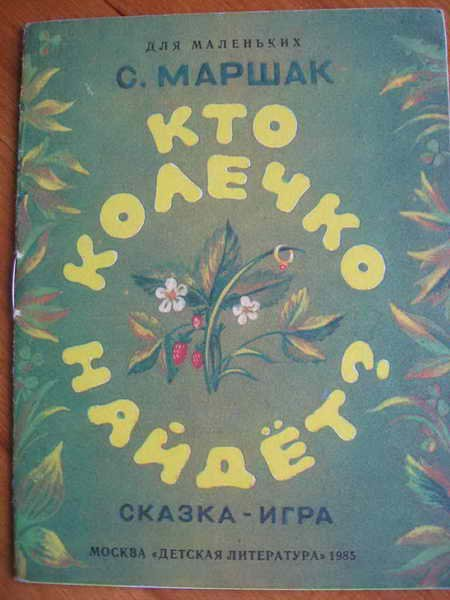 ДЛЯ МАЛЕНЬКИХ
С. МАРШАК
КТО
КОЛЕЧКО
НАЙДЁТ?
СКАЗКА - ИГРА
МОСКВА «ДЕТСКАЯ ЛИТЕРАТУРА» 1985